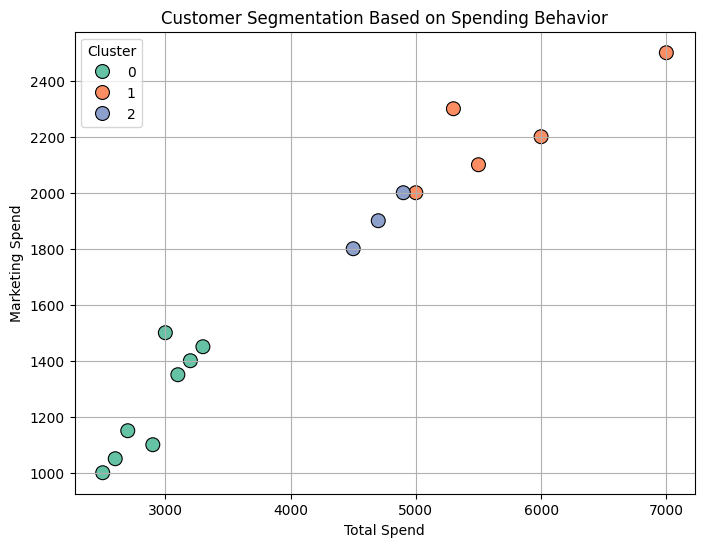 Customer Segmentation Based on Spending Behavior
Cluster
0
1
2
2400
2200
2000
1800
1600
1400
1200
1000
Marketing Spend
3000 4000 5000 6000 7000
Total Spend